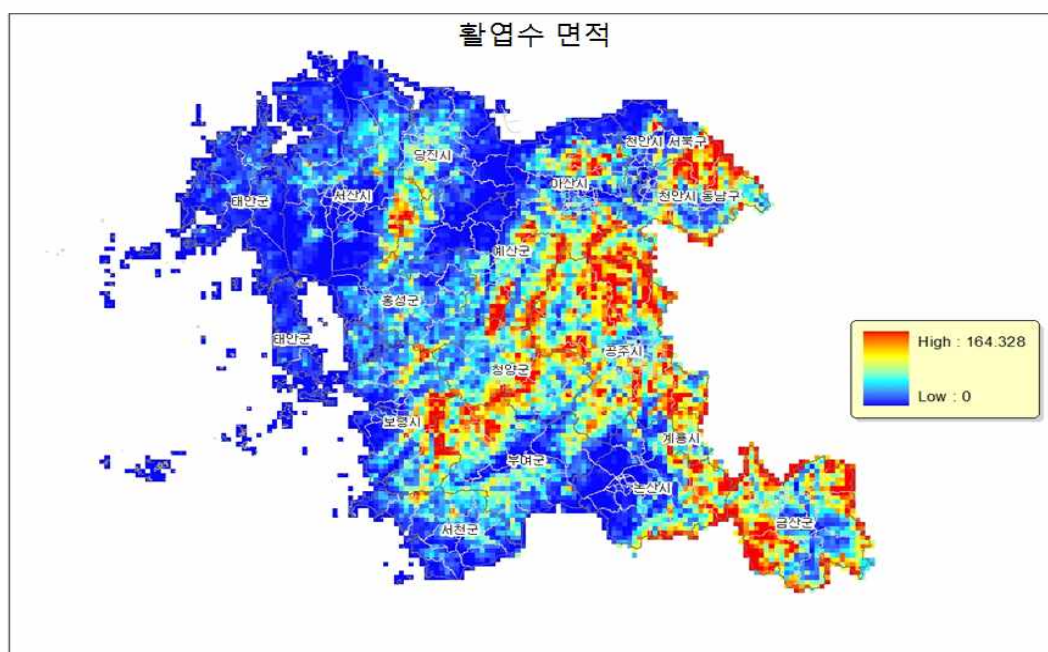 활엽수 면적
천안시 서북구
당진시
아산시
서산시
천안시 동남구
태안군
예산군
홍성군
High : 164.328
태안군
공주시
청양군
Low : 0
보령시
계룡시
부여군
논산시
서천군
금산군